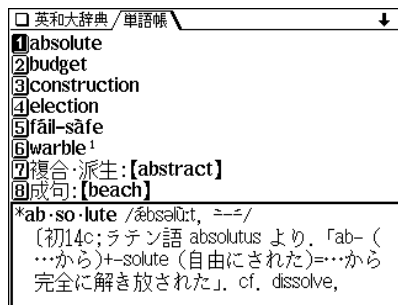 英和大辞典/単語帳
1absolute
2budget
3construction
4election
5fāil-sàfe
6warble¹
7複合·派生:【abstract】
8成句:【beach】
*ab·so·lute /ǽbsəlùːt, ﹦–﹦/
〔初14c;ラテン語 absolutus より.「ab-(
…から)+-solute (自由にされた)=…から
完全に解き放された」. cf. dissolve,